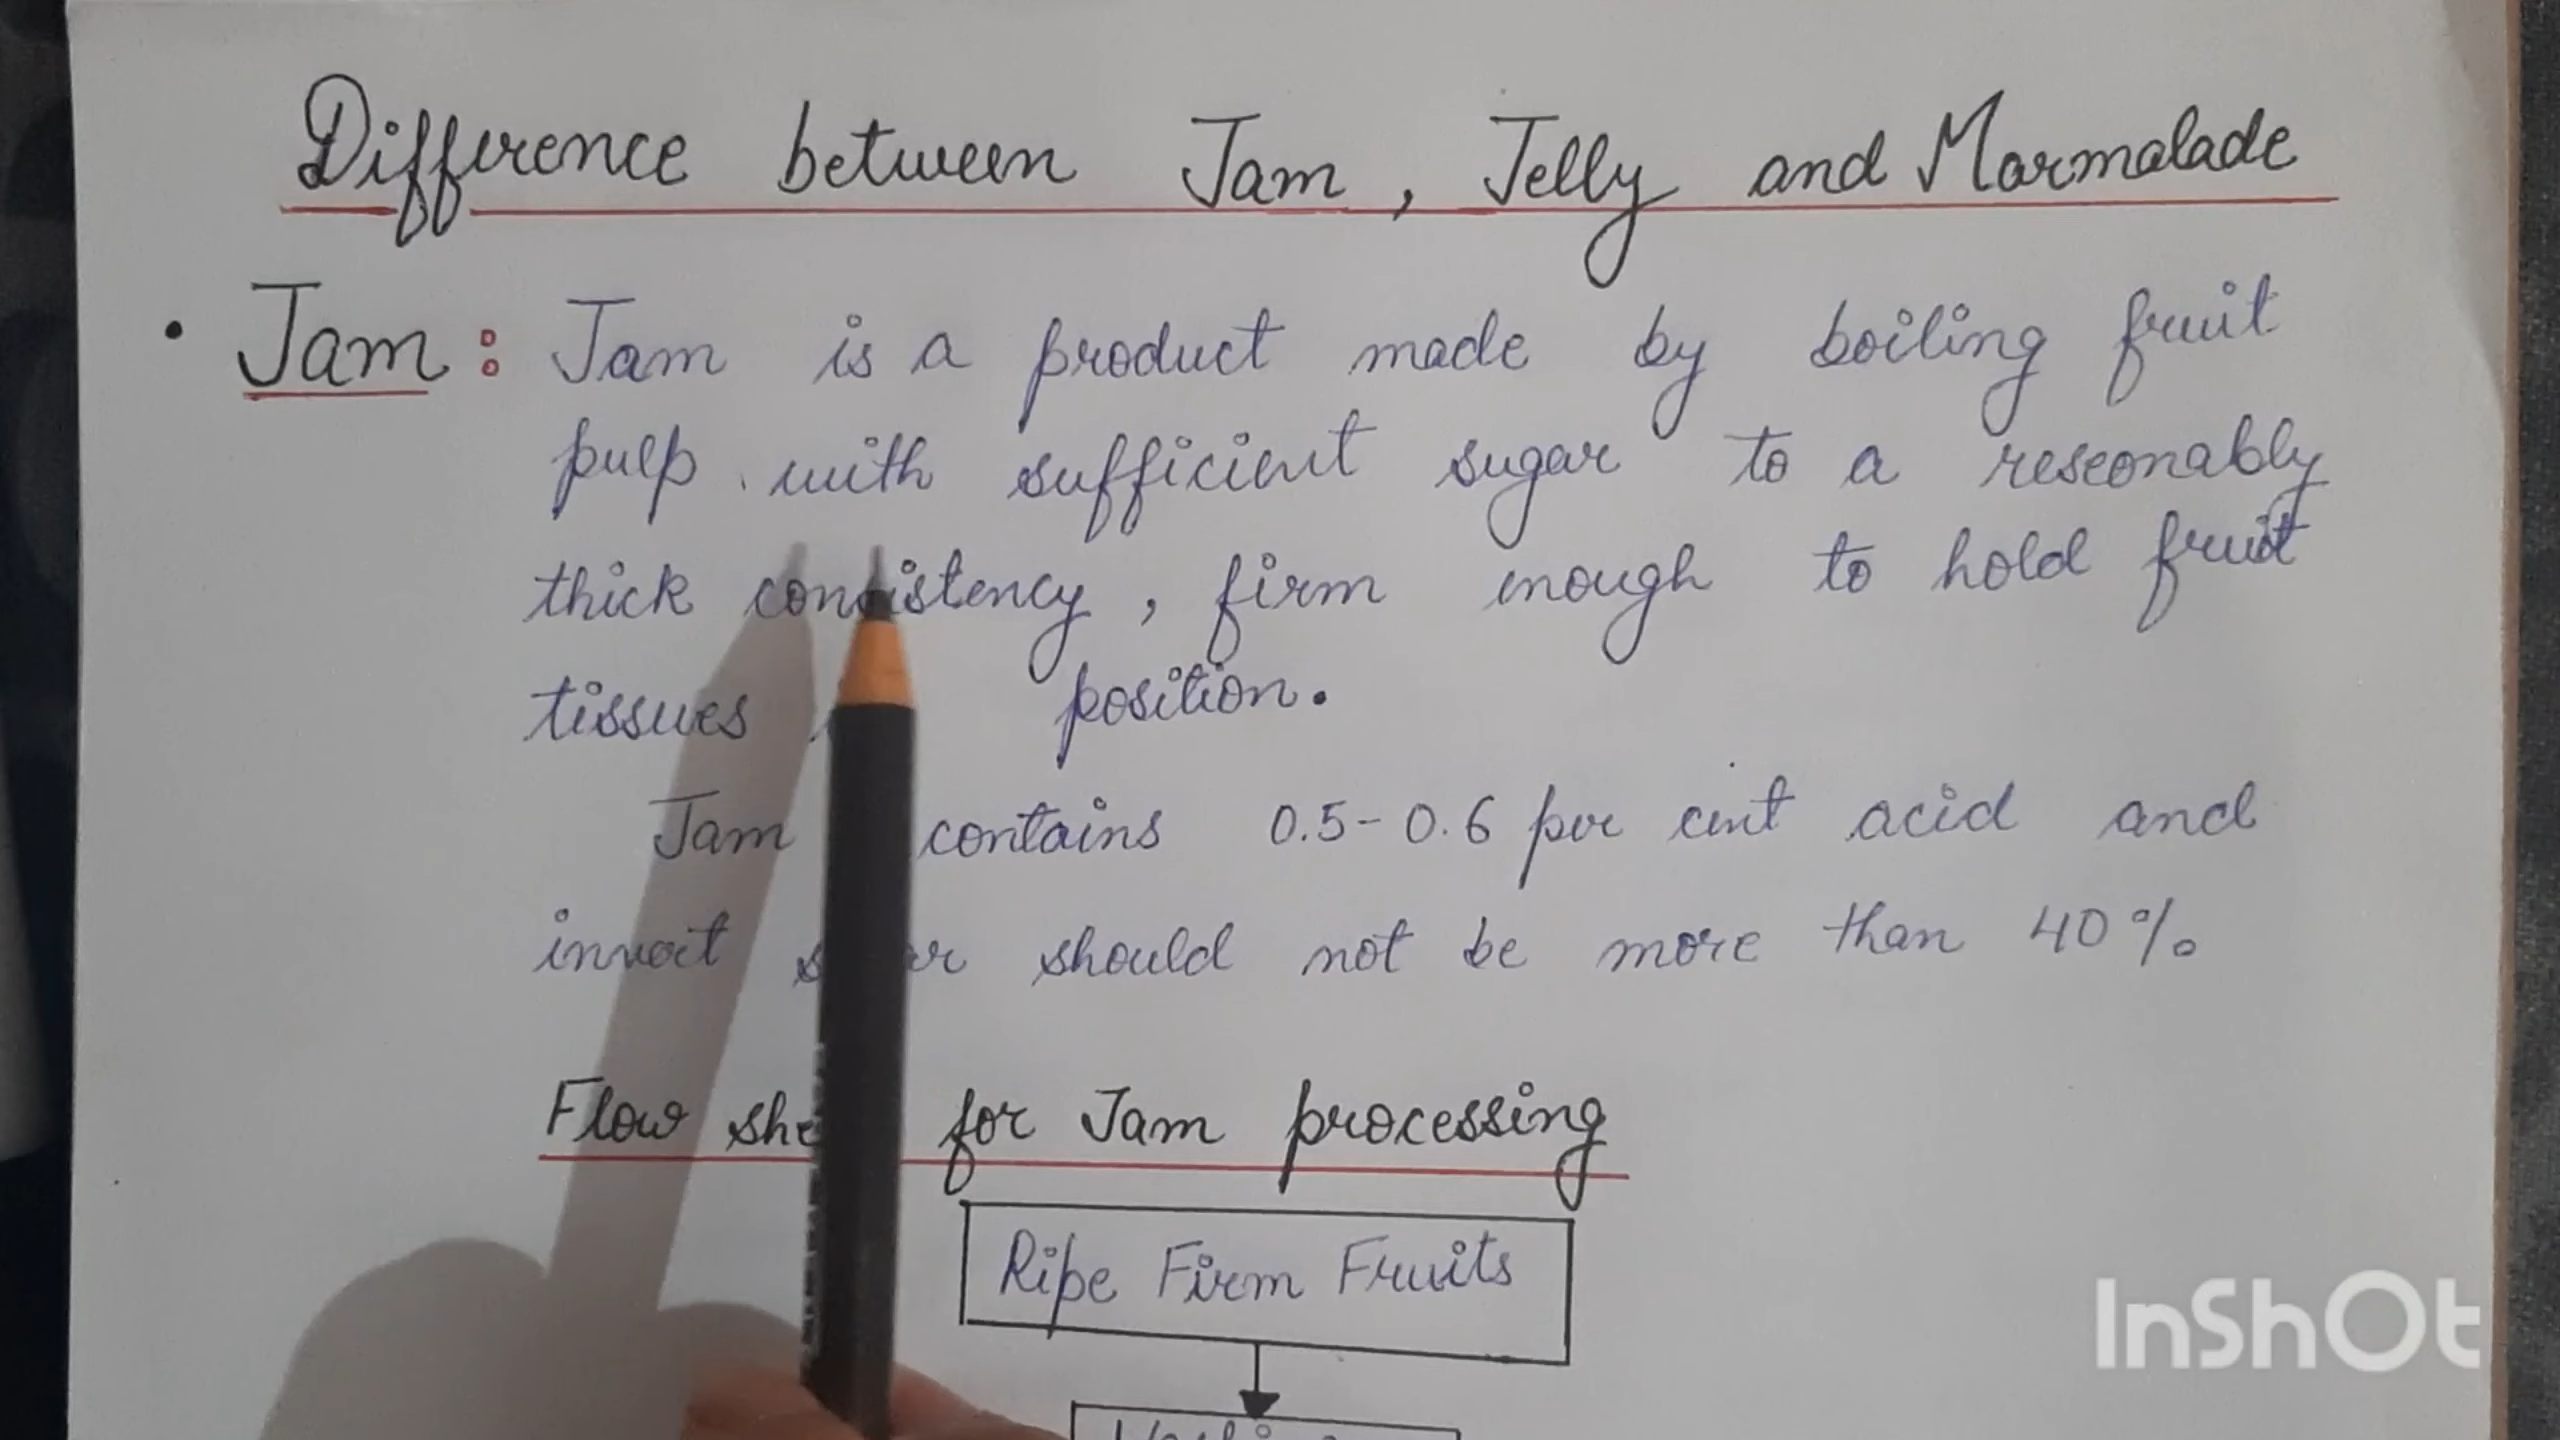 Difference between Jam, Jelly and Marmalade
• Jam: Jam is a product made by boiling fruit
pulp with sufficient sugar to a reseonably
thick consistency, firm enough to hold fruit
tissues position.
Jam contains 0.5-0.6 per cent acid and
invert should not be more than 40%
Flow for Jam processing
Ripe Firm Fruits
InShOt